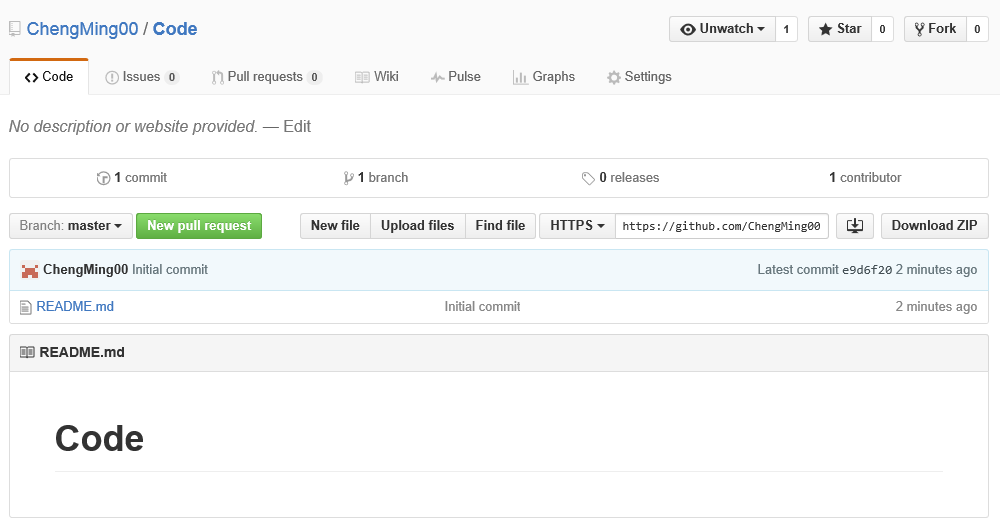 ChengMing00 / Code
Unwatch 1 Star 0 Fork 0
Code Issues 0 Pull requests 0 Wiki Pulse Graphs Settings
No description or website provided. — Edit
1 commit 1 branch 0 releases 1 contributor
Branch: master New pull request New file Upload files Find file HTTPS https://github.com/ChengMing00 Download ZIP
ChengMing00 Initial commit Latest commit e9d6f20 2 minutes ago
README.md Initial commit 2 minutes ago
README.md
Code